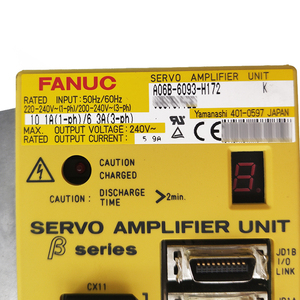 FANUC
SERVO AMPLIFIER UNIT
A06B-6093-H172 K
RATED INPUT: 50Hz/60Hz
220-240V~(1-ph)/200-240V~(3-ph)
10.1A(1-ph)/6.3A(3-ph)
Yamanashi 401-0597 JAPAN
MAX. OUTPUT VOLTAGE: 240V~
RATED OUTPUT CURRENT: 5.9A
CAUTION
CHARGED
CAUTION : DISCHARGE
TIME >2min.
SERVO AMPLIFIER UNIT
β series
JD1B
I/O
LINK
CX11
JD1A